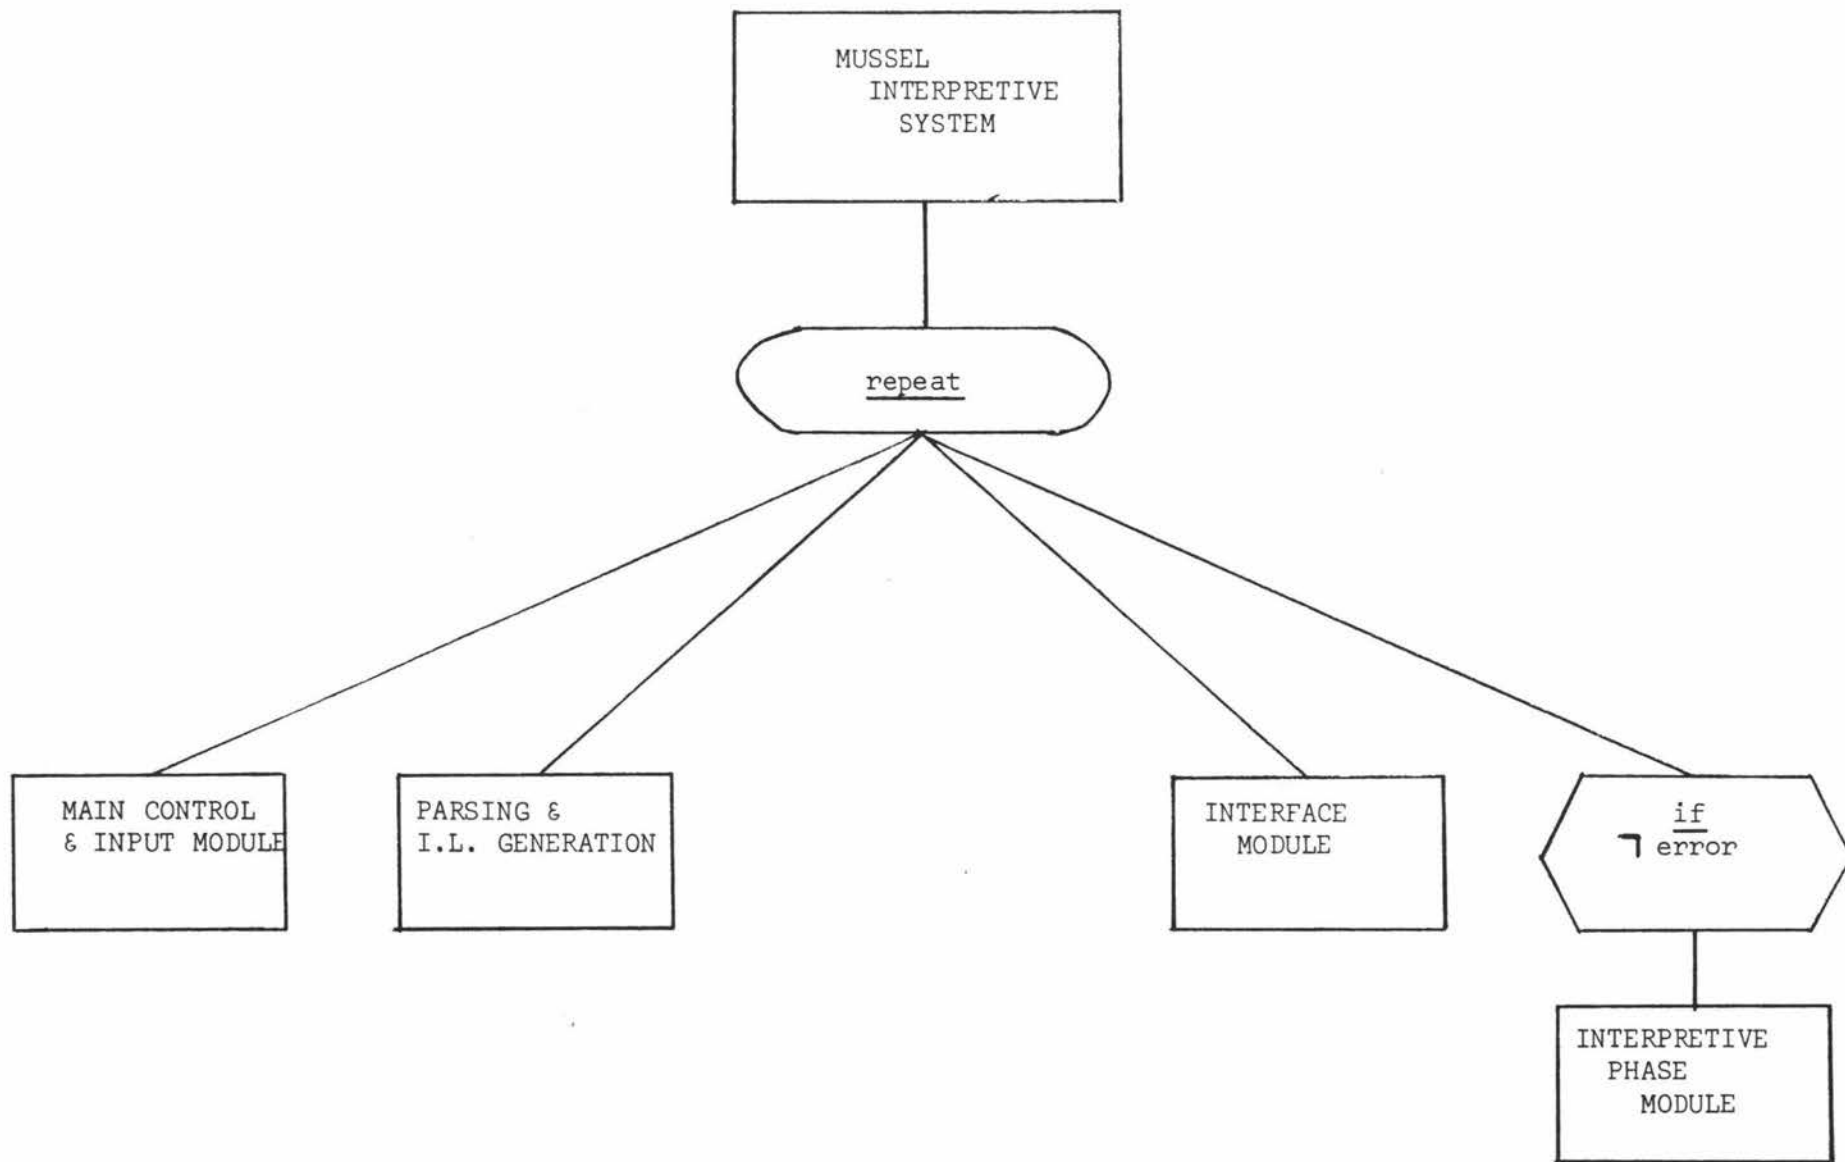 MUSSEL
INTERPRETIVE
SYSTEM
repeat
MAIN CONTROL
& INPUT MODULE
PARSING &
I.L. GENERATION
INTERFACE
MODULE
if
¬ error
INTERPRETIVE
PHASE
MODULE